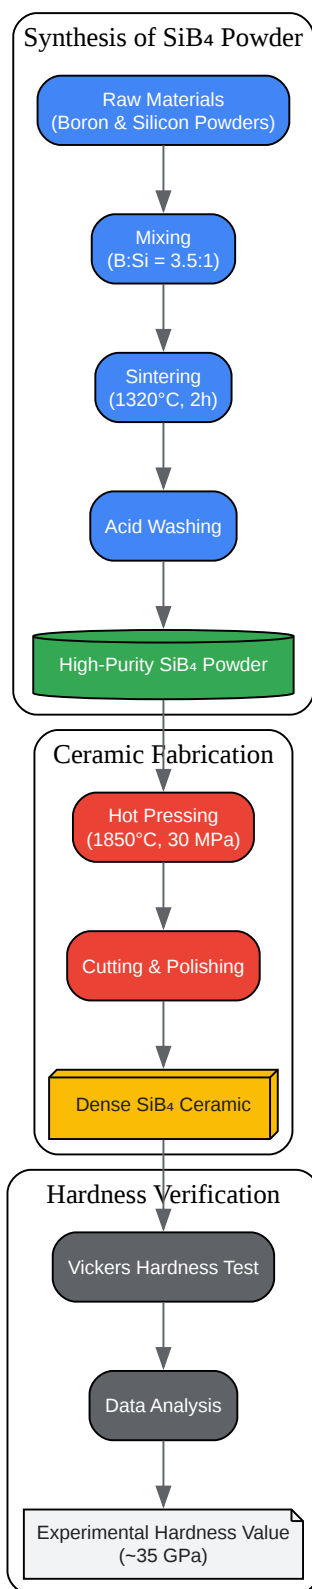 Synthesis of SiB₄ Powder
Raw Materials
(Boron & Silicon Powders)
Mixing
(B:Si = 3.5:1)
Sintering
(1320°C, 2h)
Acid Washing
High-Purity SiB₄ Powder
Ceramic Fabrication
Hot Pressing
(1850°C, 30 MPa)
Cutting & Polishing
Dense SiB₄ Ceramic
Hardness Verification
Vickers Hardness Test
Data Analysis
Experimental Hardness Value
(~35 GPa)